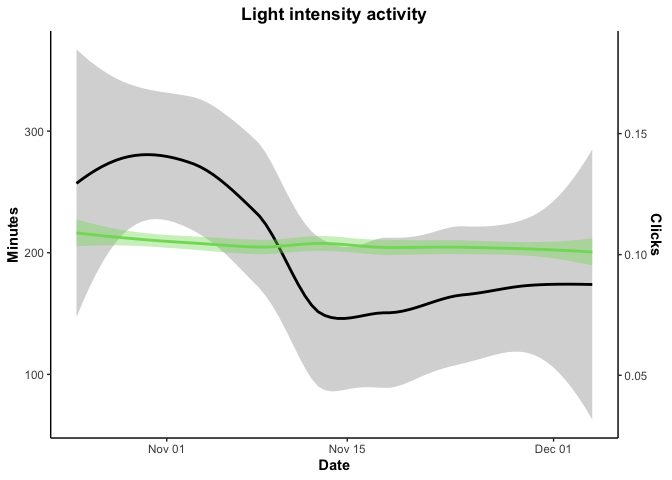 Light intensity activity
Minutes
300
200
100
0.15
0.10
0.05
Clicks
Nov 01
Nov 15
Dec 01
Date